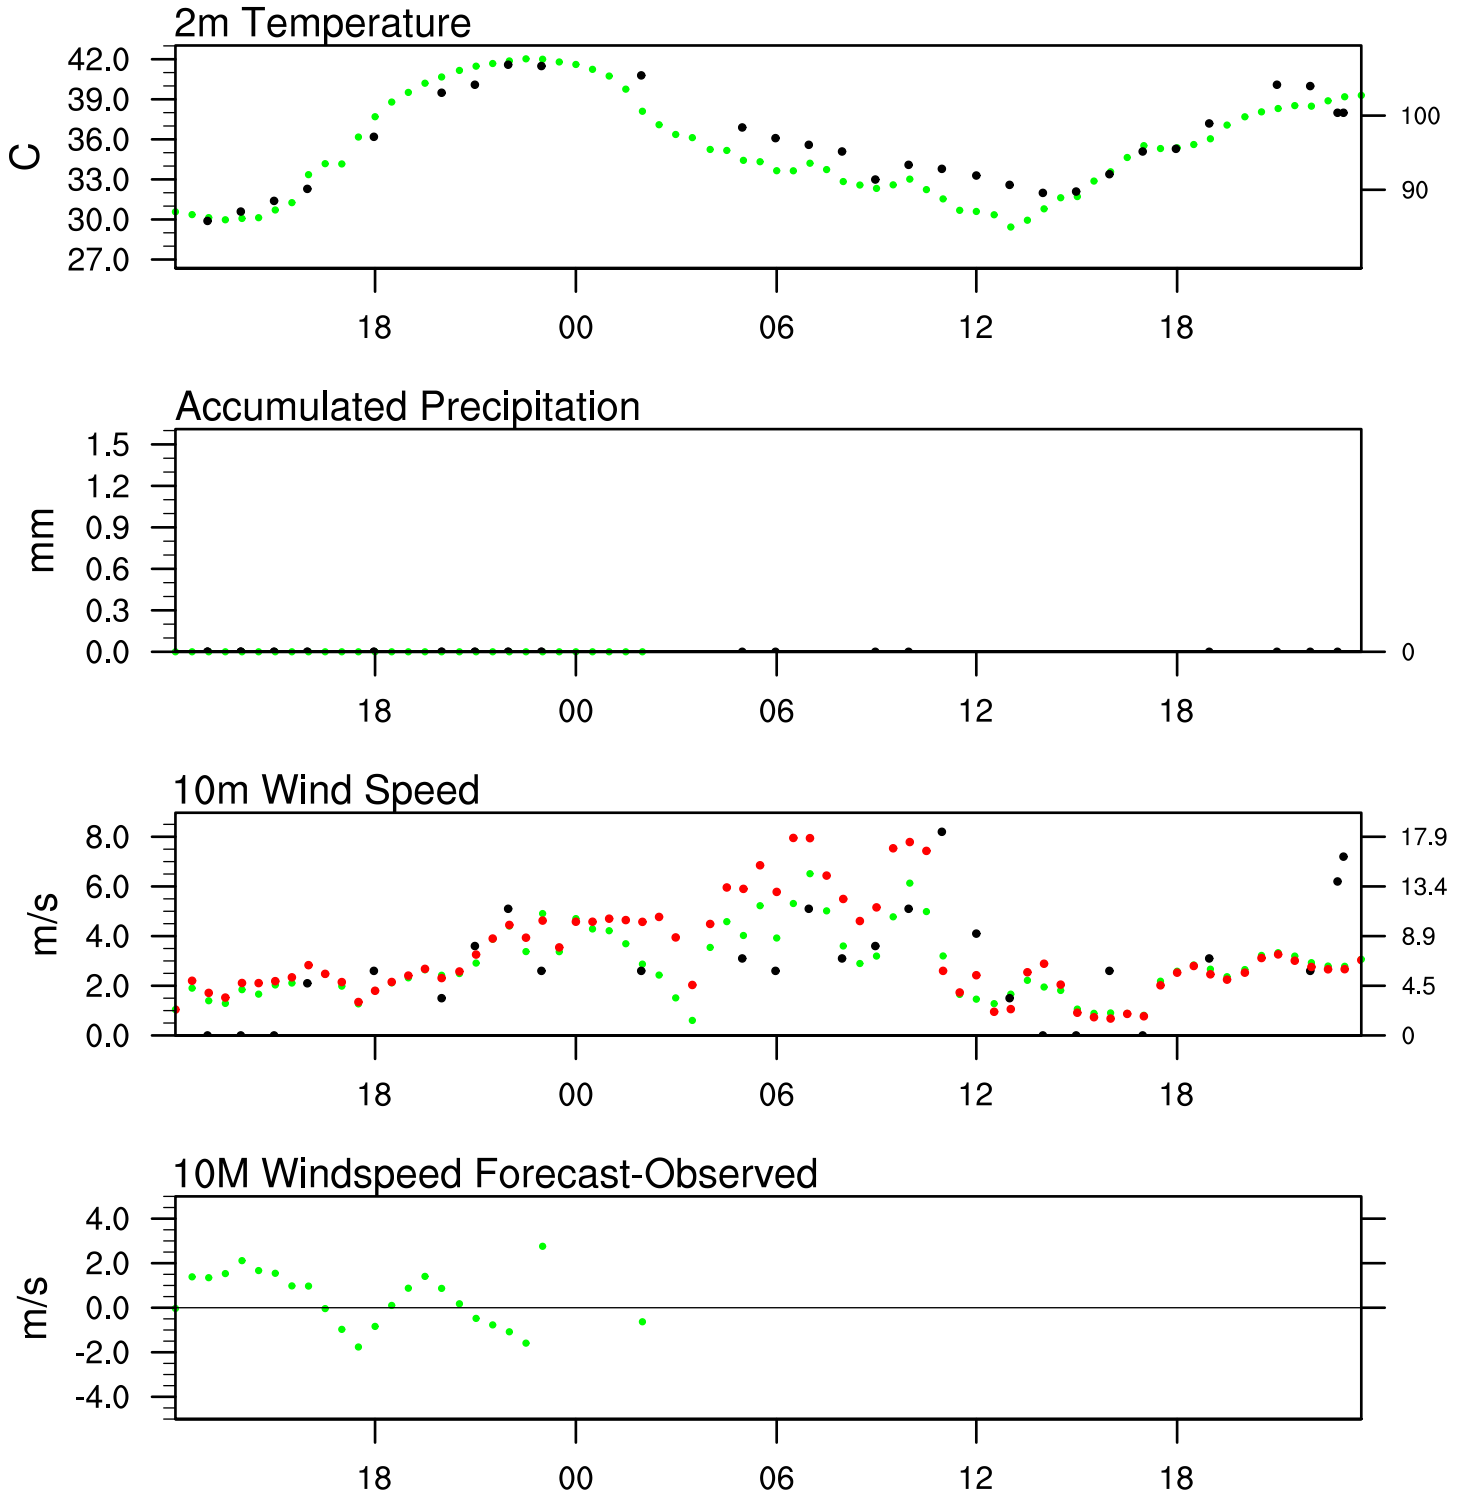 2m Temperature
42.0
39.0
36.0
33.0
30.0
27.0
C
100
90
18 00 06 12 18
Accumulated Precipitation
1.5
1.2
0.9
0.6
0.3
0.0
mm
0
18 00 06 12 18
10m Wind Speed
8.0
6.0
4.0
2.0
0.0
m/s
17.9
13.4
8.9
4.5
0
18 00 06 12 18
10M Windspeed Forecast-Observed
4.0
2.0
0.0
-2.0
-4.0
m/s
18 00 06 12 18